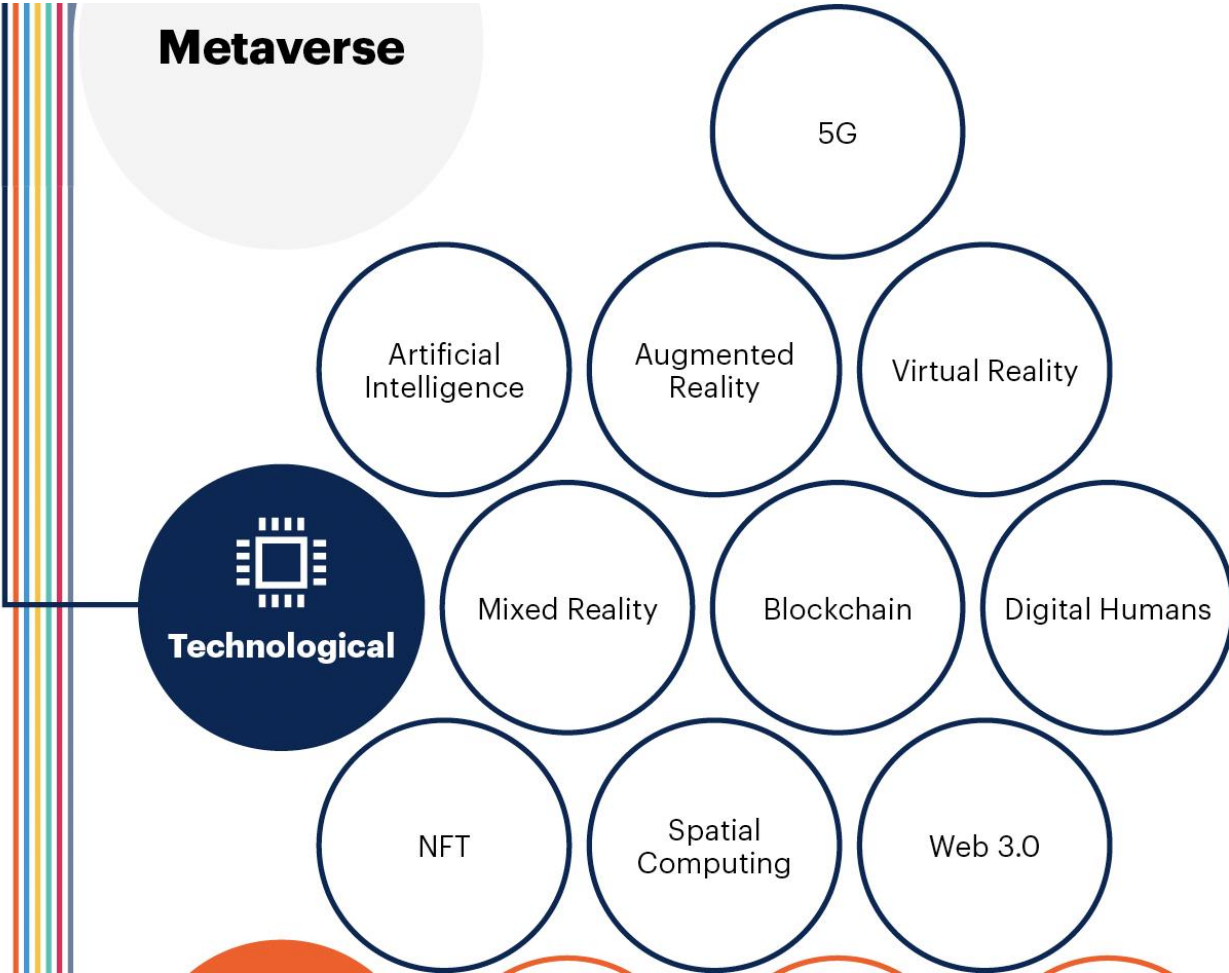 Metaverse
5G
Artificial
Intelligence
Augmented
Reality
Virtual Reality
Technological
Mixed Reality
Blockchain
Digital Humans
NFT
Spatial
Computing
Web 3.0